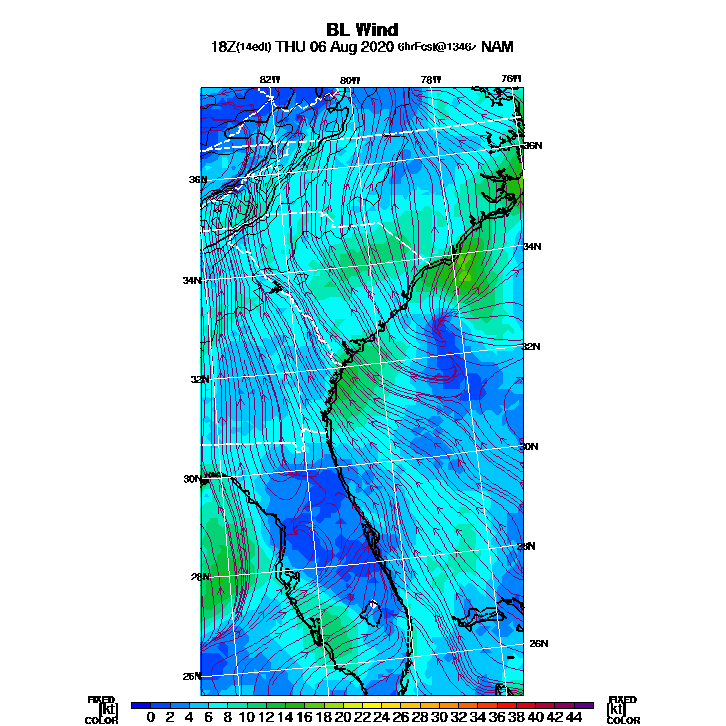 BL Wind
18Z(14edt) THU 06 Aug 2020 6hrFcst@1346z NAM
82W 80W 78W 76W
36N
36N
34N
34N
32N
32N
30N
30N
28N
28N
26N
26N
FIXED [kt] COLOR
0 2 4 6 8 10 12 14 16 18 20 22 24 26 28 30 32 34 36 38 40 42 44
FIXED [kt] COLOR